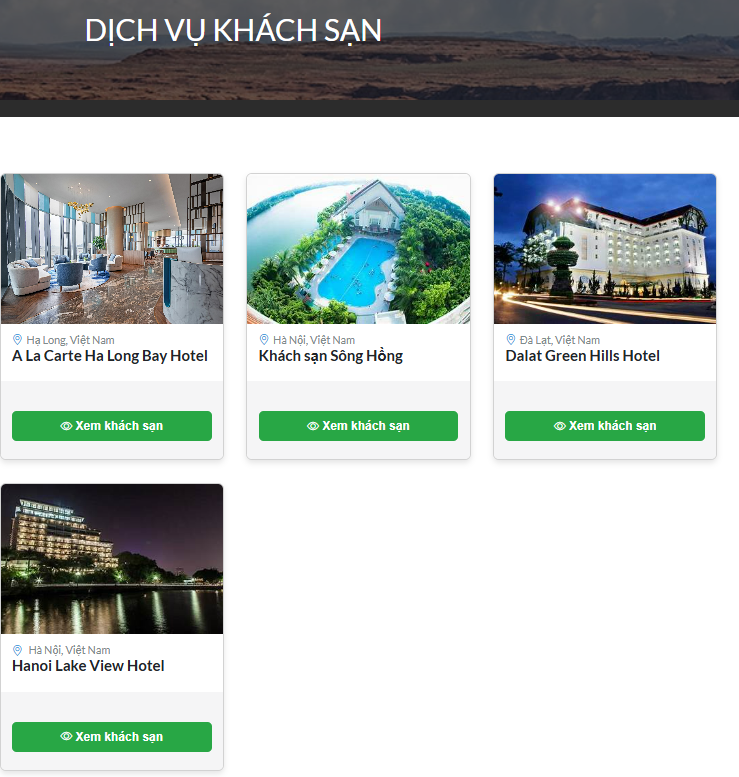 DỊCH VỤ KHÁCH SẠN
Hạ Long, Việt Nam
A La Carte Ha Long Bay Hotel
Xem khách sạn
Hà Nội, Việt Nam
Khách sạn Sông Hồng
Xem khách sạn
Đà Lạt, Việt Nam
Dalat Green Hills Hotel
Xem khách sạn
Hà Nội, Việt Nam
Hanoi Lake View Hotel
Xem khách sạn